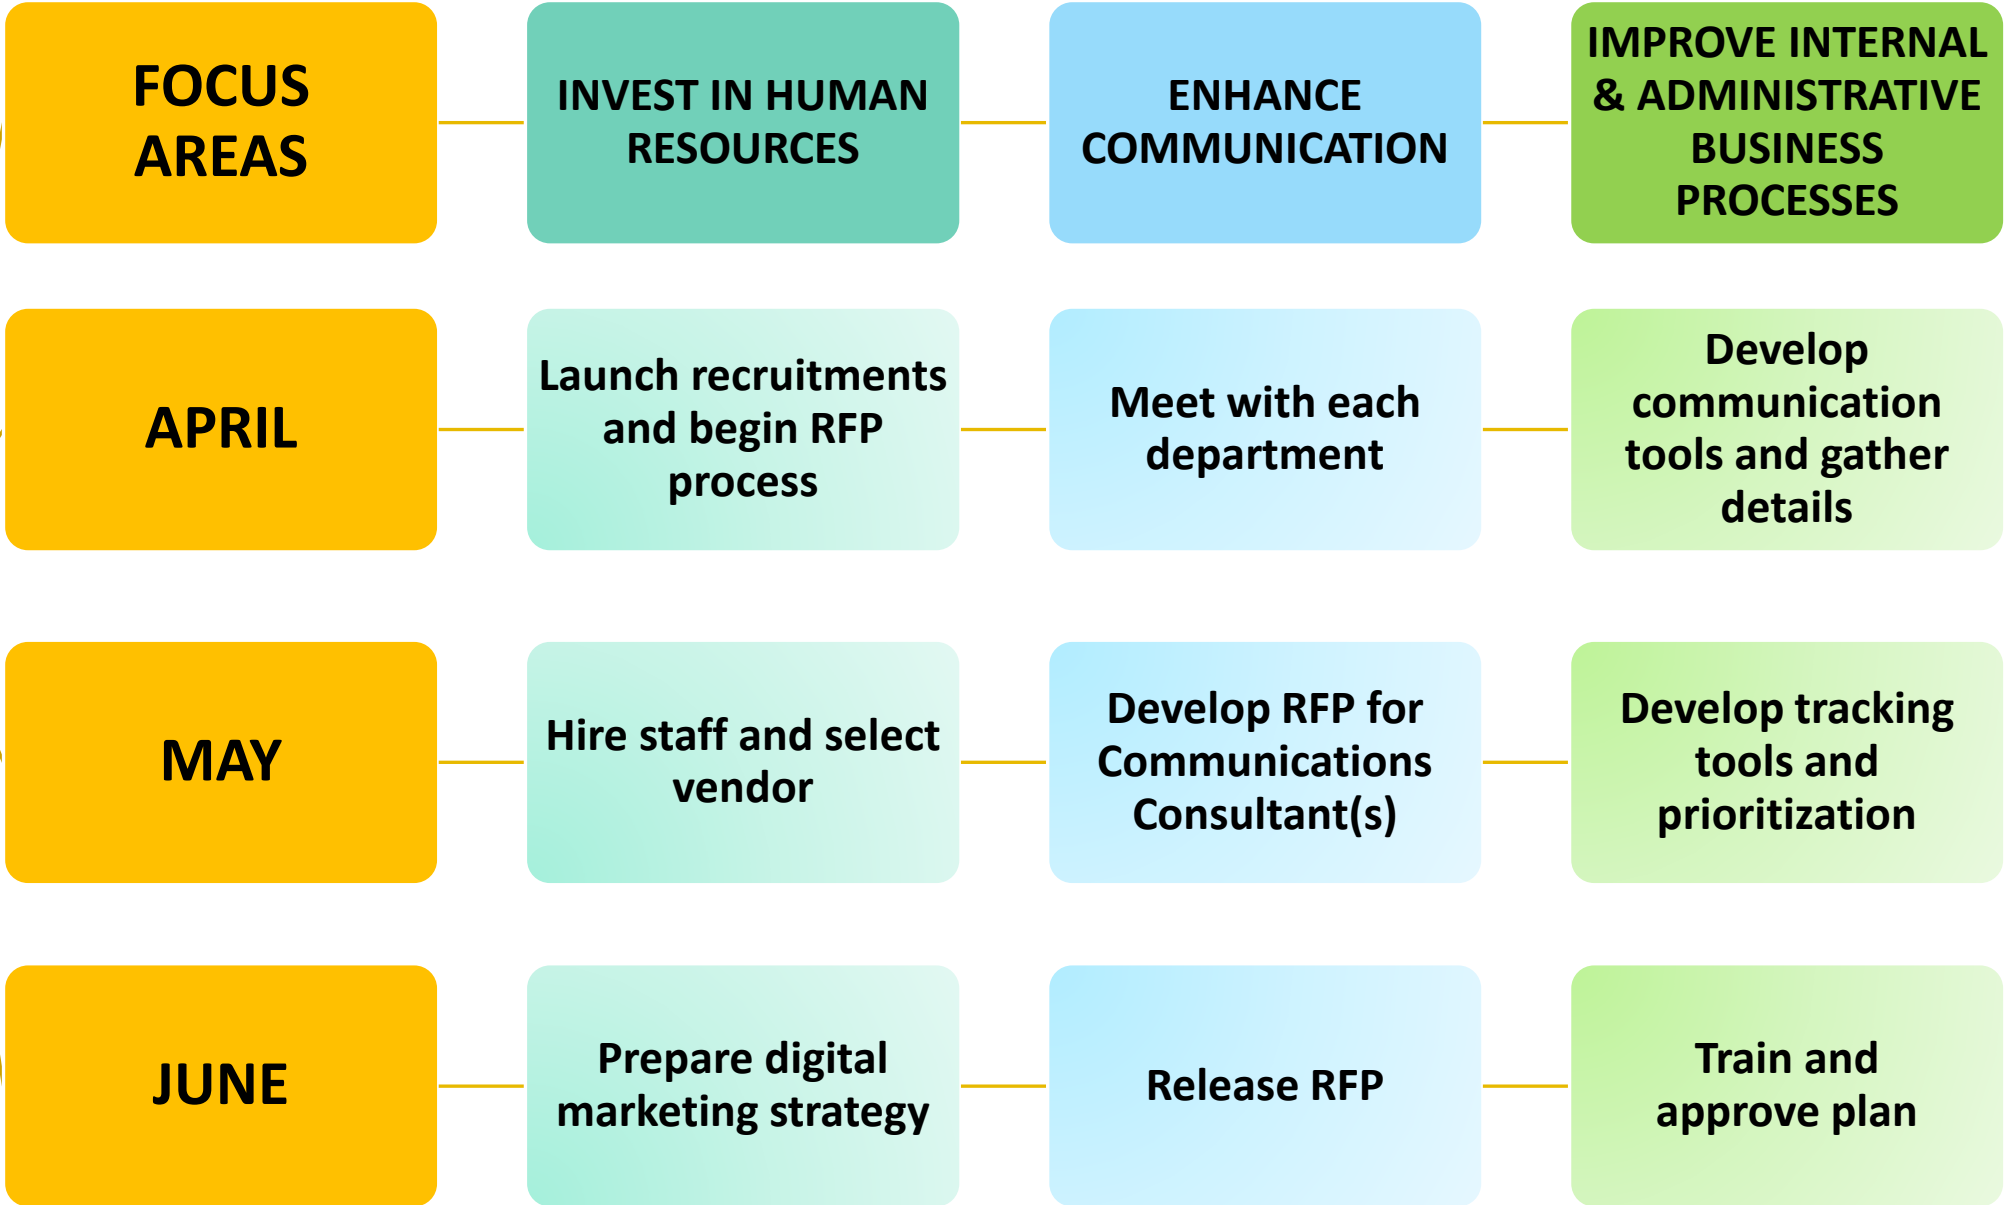 FOCUS
AREAS
INVEST IN HUMAN
RESOURCES
ENHANCE
COMMUNICATION
IMPROVE INTERNAL
& ADMINISTRATIVE
BUSINESS
PROCESSES
APRIL
Launch recruitments
and begin RFP
process
Meet with each
department
Develop
communication
tools and gather
details
MAY
Hire staff and select
vendor
Develop RFP for
Communications
Consultant(s)
Develop tracking
tools and
prioritization
JUNE
Prepare digital
marketing strategy
Release RFP
Train and
approve plan